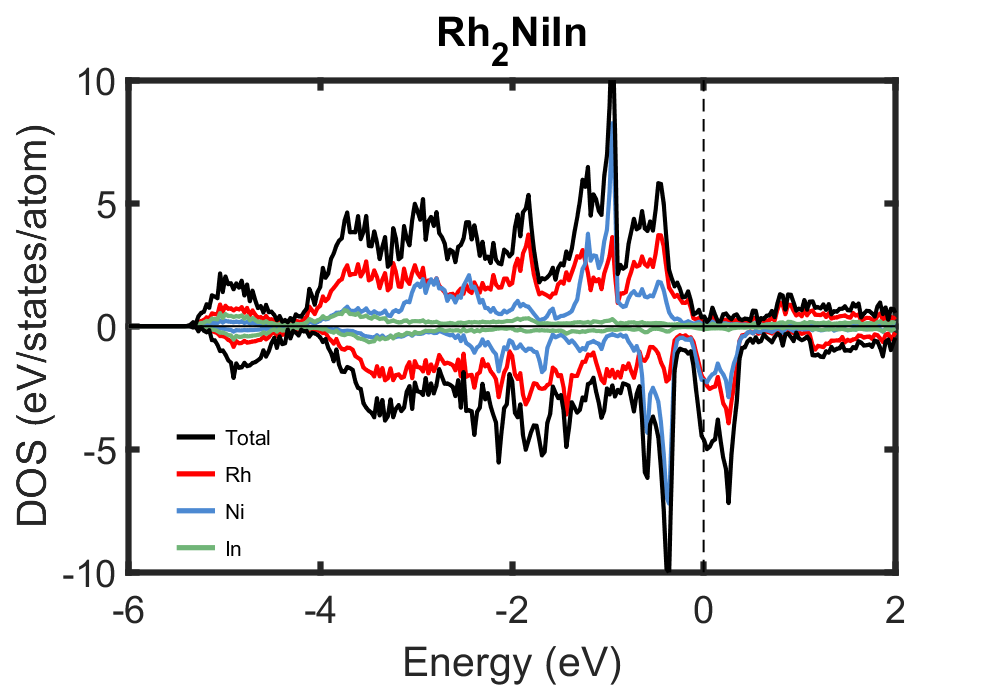 Rh2NiIn
10
5
0
-5
-10
DOS (eV/states/atom)
Total
Rh
Ni
In
-6 -4 -2 0 2
Energy (eV)